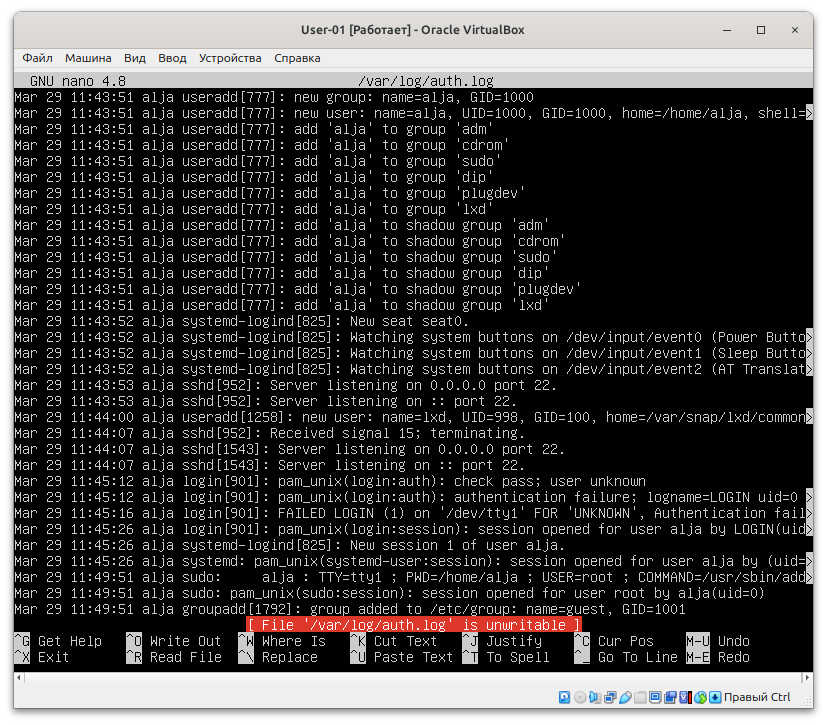 User-01 [Работает] - Oracle VirtualBox
Файл Машина Вид Ввод Устройства Справка
GNU nano 4.8 /var/log/auth.log
Mar 29 11:43:51 alja useradd[777]: new group: name=alja, GID=1000
Mar 29 11:43:51 alja useradd[777]: new user: name=alja, UID=1000, GID=1000, home=/home/alja, shell=>
Mar 29 11:43:51 alja useradd[777]: add 'alja' to group 'adm'
Mar 29 11:43:51 alja useradd[777]: add 'alja' to group 'cdrom'
Mar 29 11:43:51 alja useradd[777]: add 'alja' to group 'sudo'
Mar 29 11:43:51 alja useradd[777]: add 'alja' to group 'dip'
Mar 29 11:43:51 alja useradd[777]: add 'alja' to group 'plugdev'
Mar 29 11:43:51 alja useradd[777]: add 'alja' to group 'lxd'
Mar 29 11:43:51 alja useradd[777]: add 'alja' to shadow group 'adm'
Mar 29 11:43:51 alja useradd[777]: add 'alja' to shadow group 'cdrom'
Mar 29 11:43:51 alja useradd[777]: add 'alja' to shadow group 'sudo'
Mar 29 11:43:51 alja useradd[777]: add 'alja' to shadow group 'dip'
Mar 29 11:43:51 alja useradd[777]: add 'alja' to shadow group 'plugdev'
Mar 29 11:43:51 alja useradd[777]: add 'alja' to shadow group 'lxd'
Mar 29 11:43:52 alja systemd-logind[825]: New seat seat0.
Mar 29 11:43:52 alja systemd-logind[825]: Watching system buttons on /dev/input/event0 (Power Butto>
Mar 29 11:43:52 alja systemd-logind[825]: Watching system buttons on /dev/input/event1 (Sleep Butto>
Mar 29 11:43:52 alja systemd-logind[825]: Watching system buttons on /dev/input/event2 (AT Translat>
Mar 29 11:43:53 alja sshd[952]: Server listening on 0.0.0.0 port 22.
Mar 29 11:43:53 alja sshd[952]: Server listening on :: port 22.
Mar 29 11:44:00 alja useradd[1258]: new user: name=lxd, UID=998, GID=100, home=/var/snap/lxd/common>
Mar 29 11:44:07 alja sshd[952]: Received signal 15; terminating.
Mar 29 11:44:07 alja sshd[1543]: Server listening on 0.0.0.0 port 22.
Mar 29 11:44:07 alja sshd[1543]: Server listening on :: port 22.
Mar 29 11:45:12 alja login[901]: pam_unix(login:auth): check pass; user unknown
Mar 29 11:45:12 alja login[901]: pam_unix(login:auth): authentication failure; logname=LOGIN uid=0 >
Mar 29 11:45:16 alja login[901]: FAILED LOGIN (1) on '/dev/tty1' FOR 'UNKNOWN', Authentication fail>
Mar 29 11:45:26 alja login[901]: pam_unix(login:session): session opened for user alja by LOGIN(uid>
Mar 29 11:45:26 alja systemd-logind[825]: New session 1 of user alja.
Mar 29 11:45:26 alja systemd: pam_unix(systemd-user:session): session opened for user alja by (uid=>
Mar 29 11:49:51 alja sudo:     alja : TTY=tty1 ; PWD=/home/alja ; USER=root ; COMMAND=/usr/sbin/add>
Mar 29 11:49:51 alja sudo: pam_unix(sudo:session): session opened for user root by alja(uid=0)
Mar 29 11:49:51 alja groupadd[1792]: group added to /etc/group: name=guest, GID=1001
[ File '/var/log/auth.log' is unwritable ]
^G Get Help ^O Write Out ^W Where Is ^K Cut Text ^J Justify ^C Cur Pos M-U Undo
^X Exit ^R Read File ^\ Replace ^U Paste Text ^T To Spell ^_ Go To Line M-E Redo
Правый Ctrl